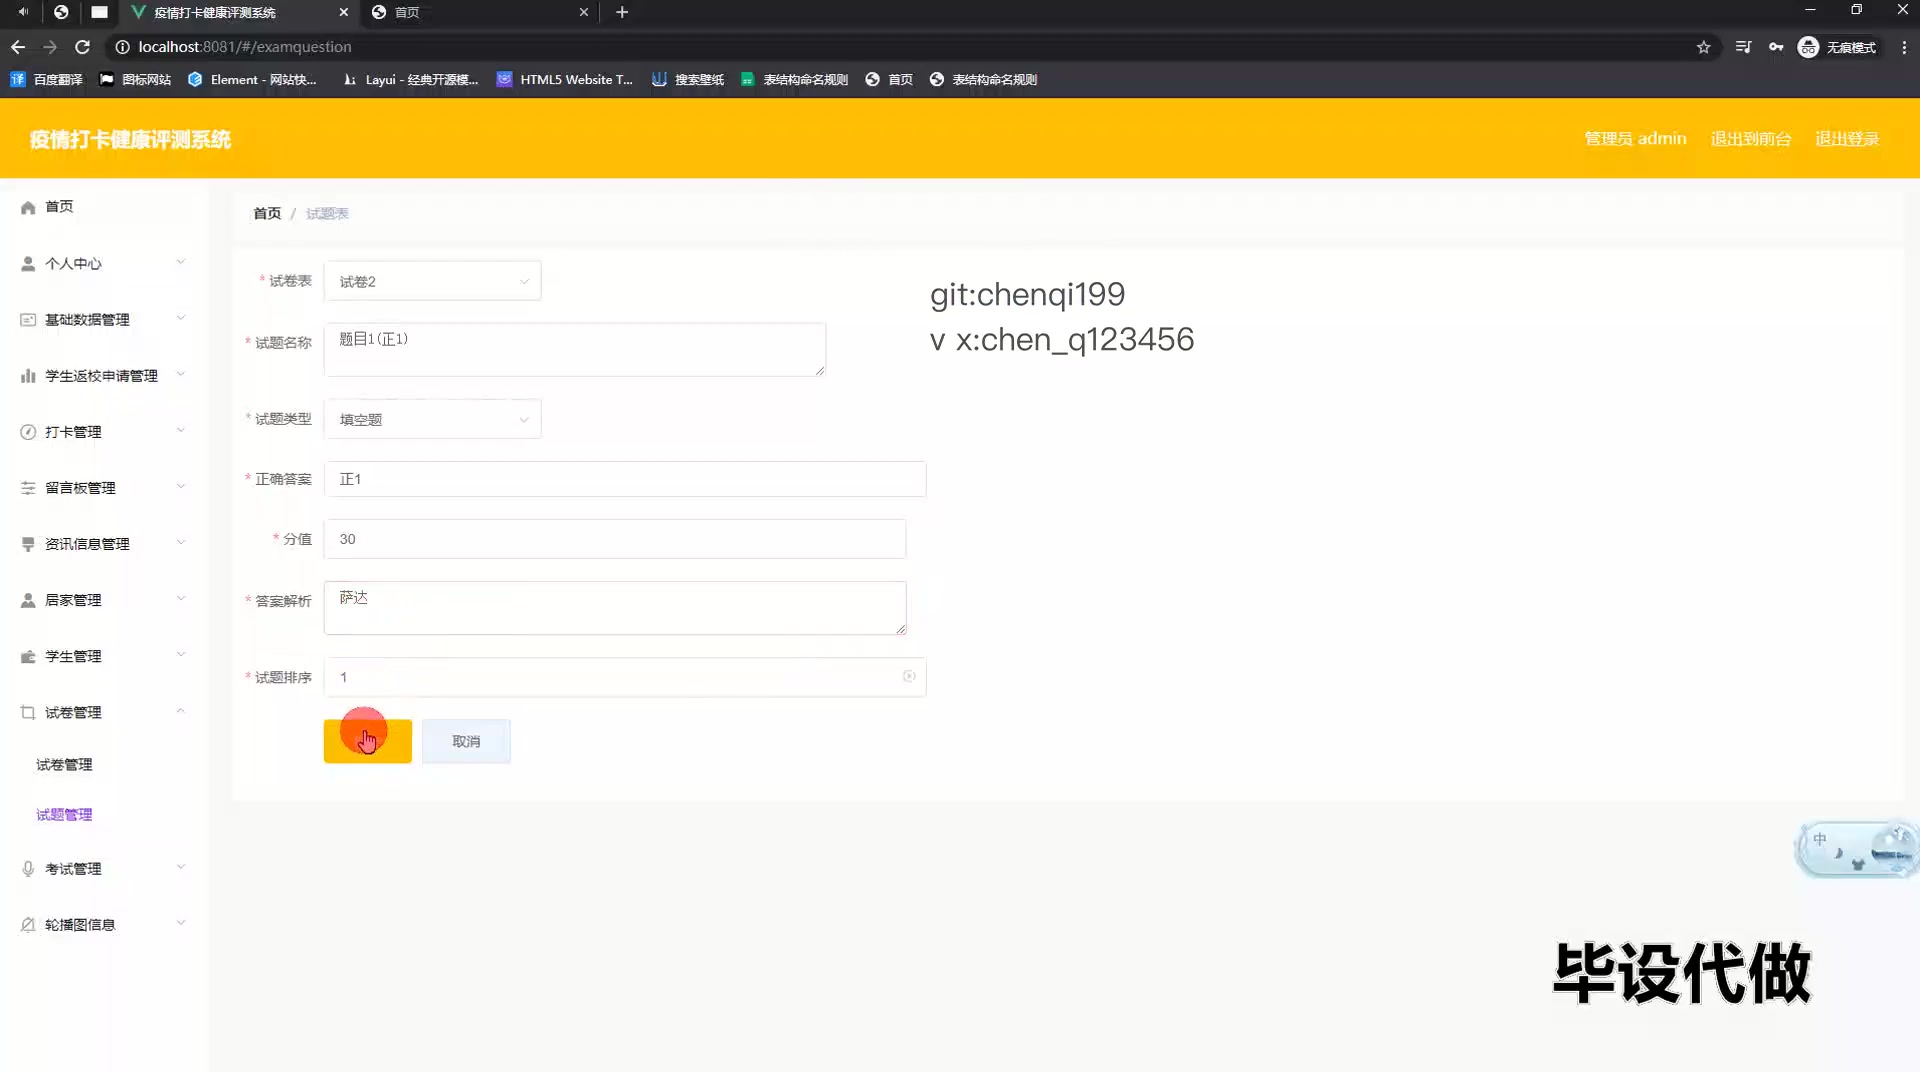 疫情打卡健康评测系统
首页
localhost:8081/#/examquestion
无痕模式
百度翻译
图标网站
Element - 网站快...
Layui - 经典开源模...
HTML5 Website T...
搜索壁纸
表结构命名规则
首页
表结构命名规则
疫情打卡健康评测系统
管理员 admin
退出到前台
退出登录
首页
个人中心
基础数据管理
学生返校申请管理
打卡管理
留言板管理
资讯信息管理
居家管理
学生管理
试卷管理
试卷管理
试题管理
考试管理
轮播图信息
首页 / 试题表
* 试卷表 试卷2
* 试题名称 题目1(正1)
* 试题类型 填空题
* 正确答案 正1
* 分值 30
* 答案解析 萨达
* 试题排序 1
取消
git:chenqi199
v x:chen_q123456
中
毕设代做